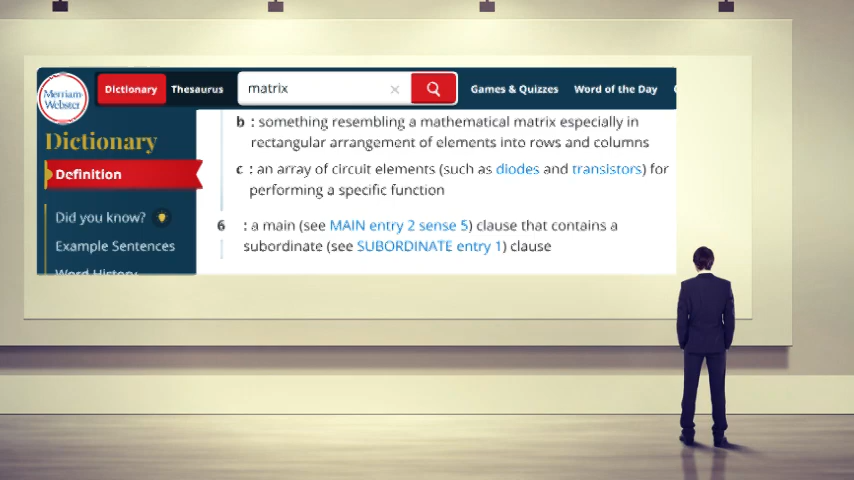 Merriam-
Webster
Dictionary Thesaurus matrix Games & Quizzes Word of the Day
Dictionary
Definition
Did you know?
Example Sentences
Word History
b : something resembling a mathematical matrix especially in
rectangular arrangement of elements into rows and columns
c : an array of circuit elements (such as diodes and transistors) for
performing a specific function
6 : a main (see MAIN entry 2 sense 5) clause that contains a
subordinate (see SUBORDINATE entry 1) clause